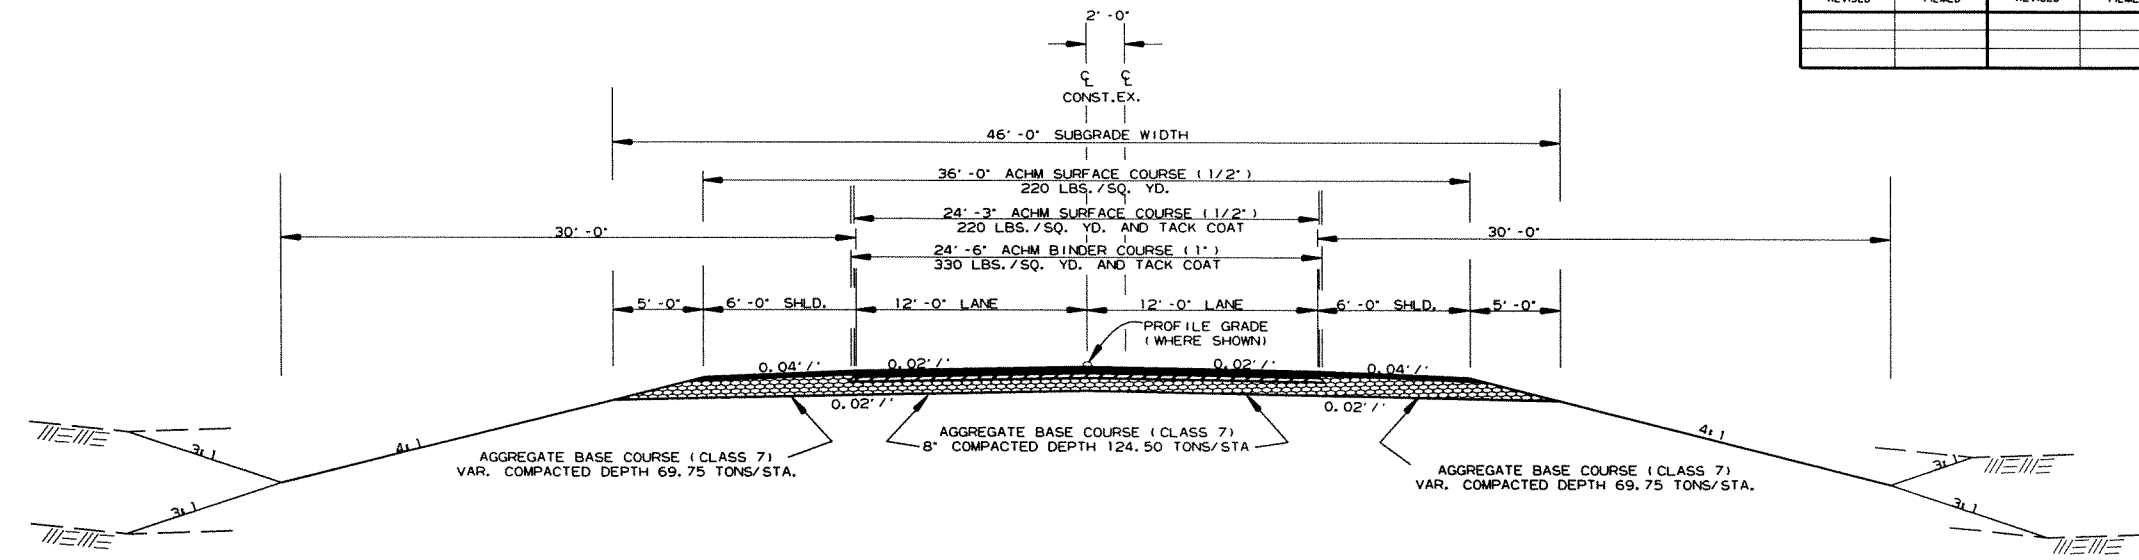 REVISED FILMED REVISED
2'-0"
℄ ℄
CONST.EX.
46'-0" SUBGRADE WIDTH
36'-0" ACHM SURFACE COURSE (1/2")
220 LBS./SQ. YD.
24'-3" ACHM SURFACE COURSE (1/2")
220 LBS./SQ. YD. AND TACK COAT
30'-0"
30'-0"
24'-6" ACHM BINDER COURSE (1")
330 LBS./SQ. YD. AND TACK COAT
5'-0" 6'-0" SHLD. 12'-0" LANE 12'-0" LANE 6'-0" SHLD. 5'-0"
PROFILE GRADE
(WHERE SHOWN)
0.04'/' 0.02'/' 0.02'/' 0.04'/'
0.02'/' 0.02'/'
AGGREGATE BASE COURSE (CLASS 7)
8" COMPACTED DEPTH 124.50 TONS/STA
AGGREGATE BASE COURSE (CLASS 7)
VAR. COMPACTED DEPTH 69.75 TONS/STA.
AGGREGATE BASE COURSE (CLASS 7)
VAR. COMPACTED DEPTH 69.75 TONS/STA.
3:1 4:1 4:1 3:1
3:1 3:1